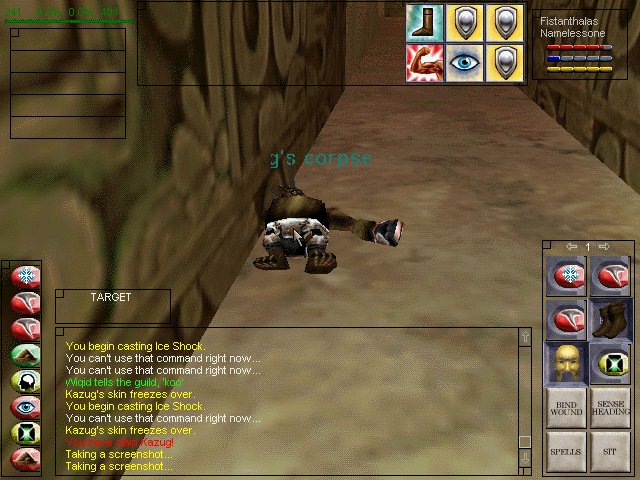 Fistanthalas
Namelessone
g's corpse
1
TARGET
You begin casting Ice Shock.
You can't use that command right now...
You can't use that command right now...
Wiqid tells the guild, 'koo'
Kazug's skin freezes over.
You begin casting Ice Shock.
You can't use that command right now...
Kazug's skin freezes over.
You have slain Kazug!
Taking a screenshot...
Taking a screenshot...
BIND
WOUND
SENSE
HEADING
SPELLS
SIT